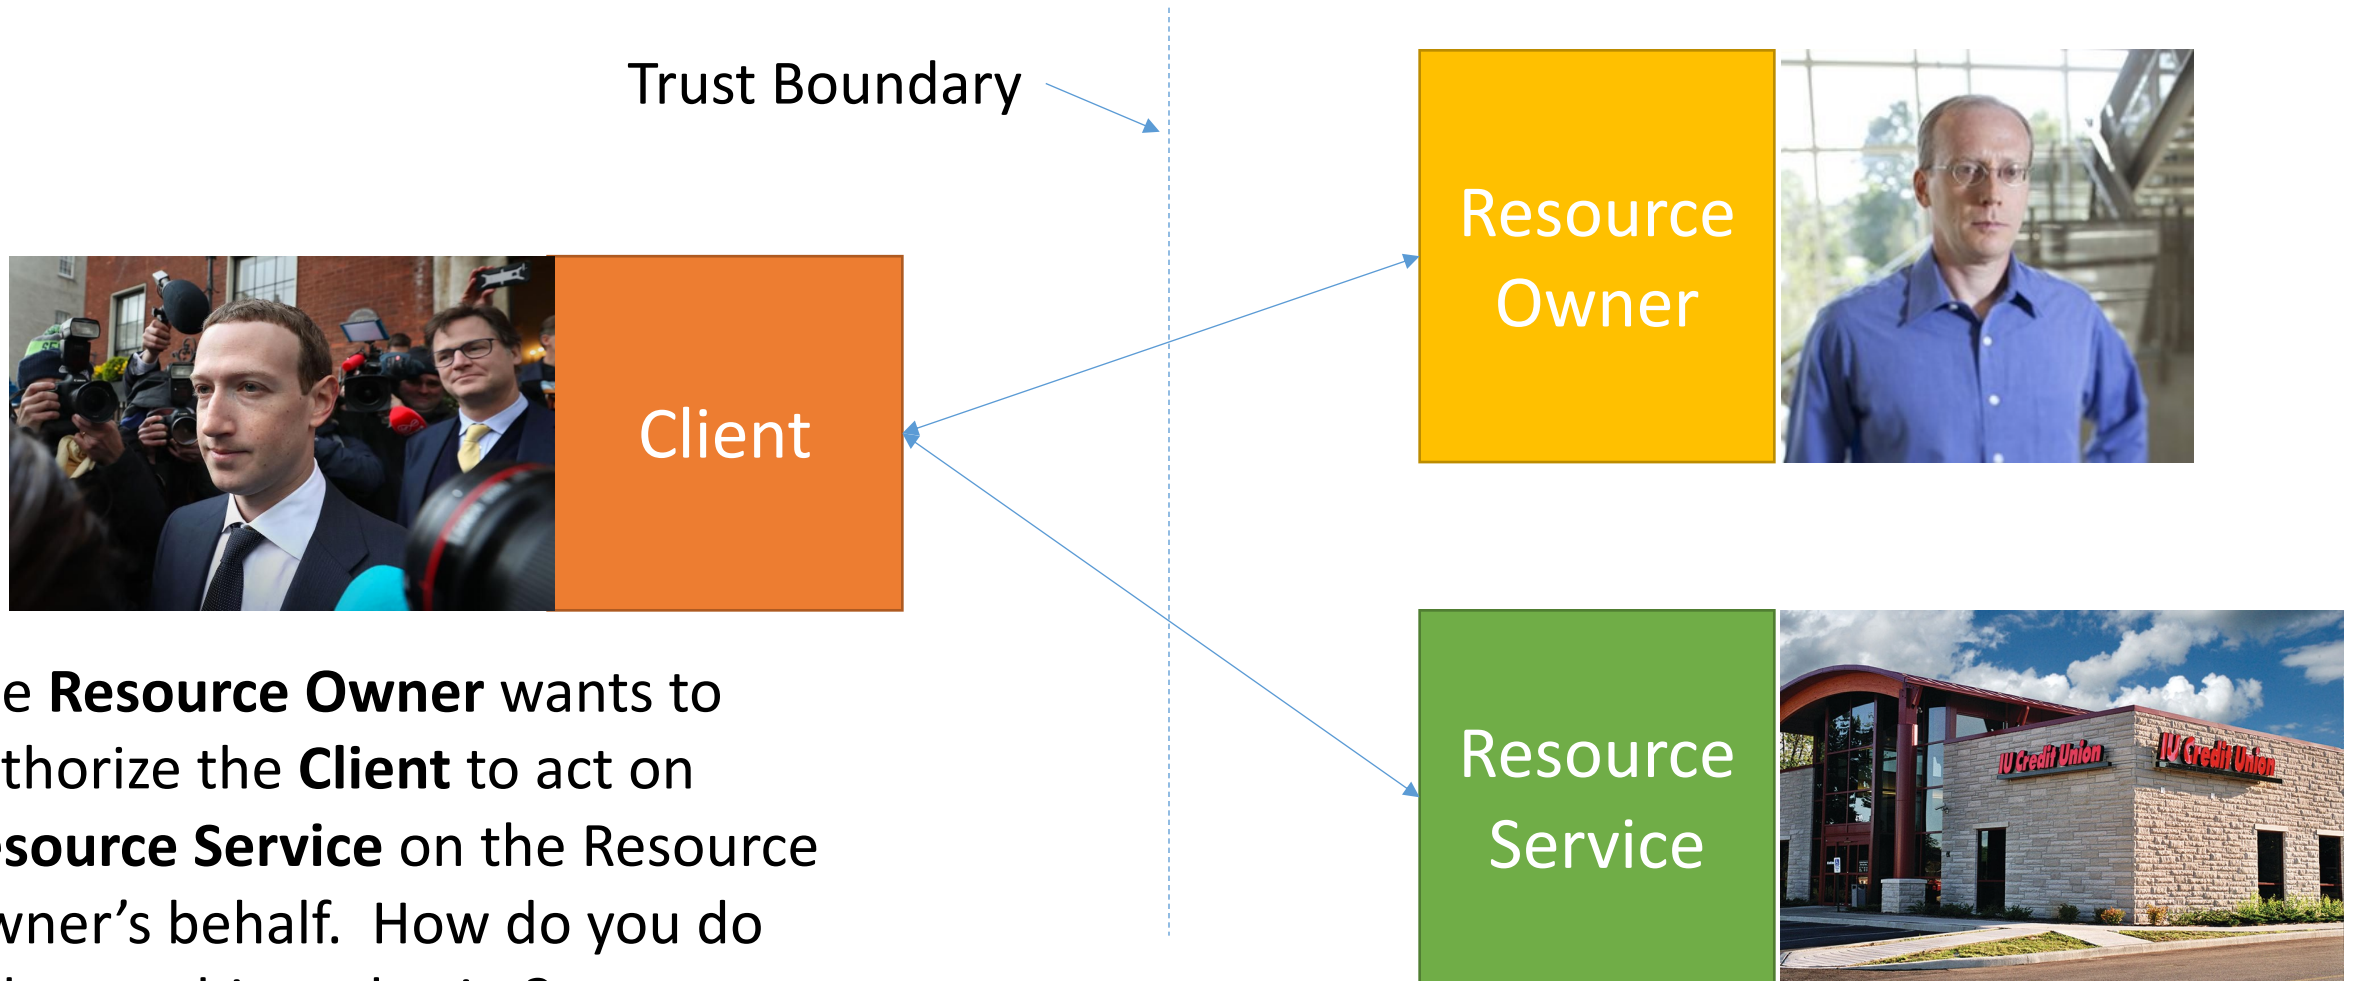 Trust Boundary
Resource
Owner
Client
e Resource Owner wants to
thorize the Client to act on
source Service on the Resource
wner’s behalf.  How do you do
Resource
Service
IU Credit Union
IU Credit Union